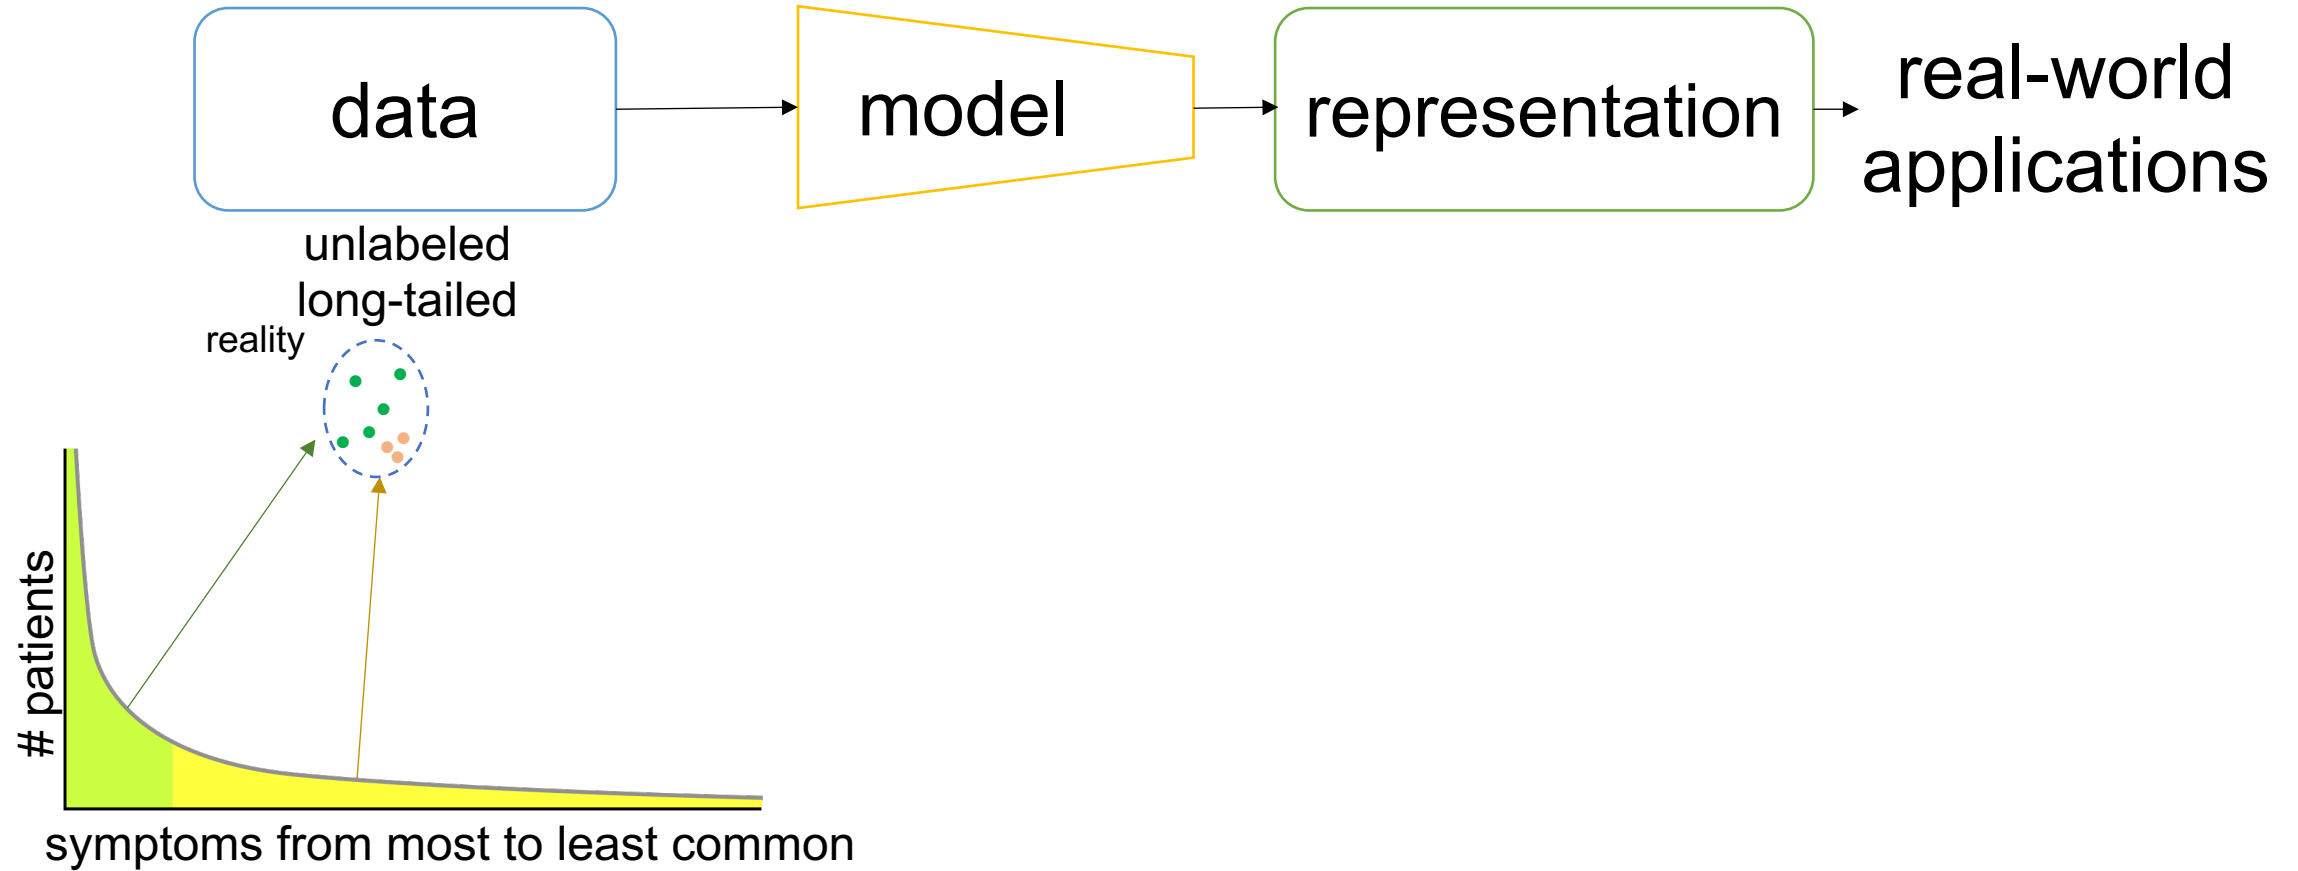 data
model
representation
real-world
applications
unlabeled
long-tailed
reality
# patients
symptoms from most to least common